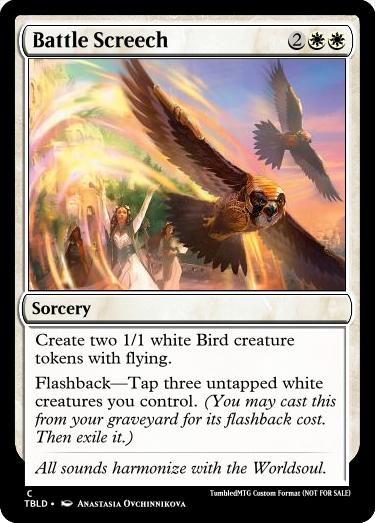 Battle Screech 2
Sorcery
Create two 1/1 white Bird creature
tokens with flying.
Flashback—Tap three untapped white
creatures you control. (You may cast this
from your graveyard for its flashback cost.
Then exile it.)
All sounds harmonize with the Worldsoul.
C
TBLD • Anastasia Ovchinnikova
TumbledMTG Custom Format (NOT FOR SALE)